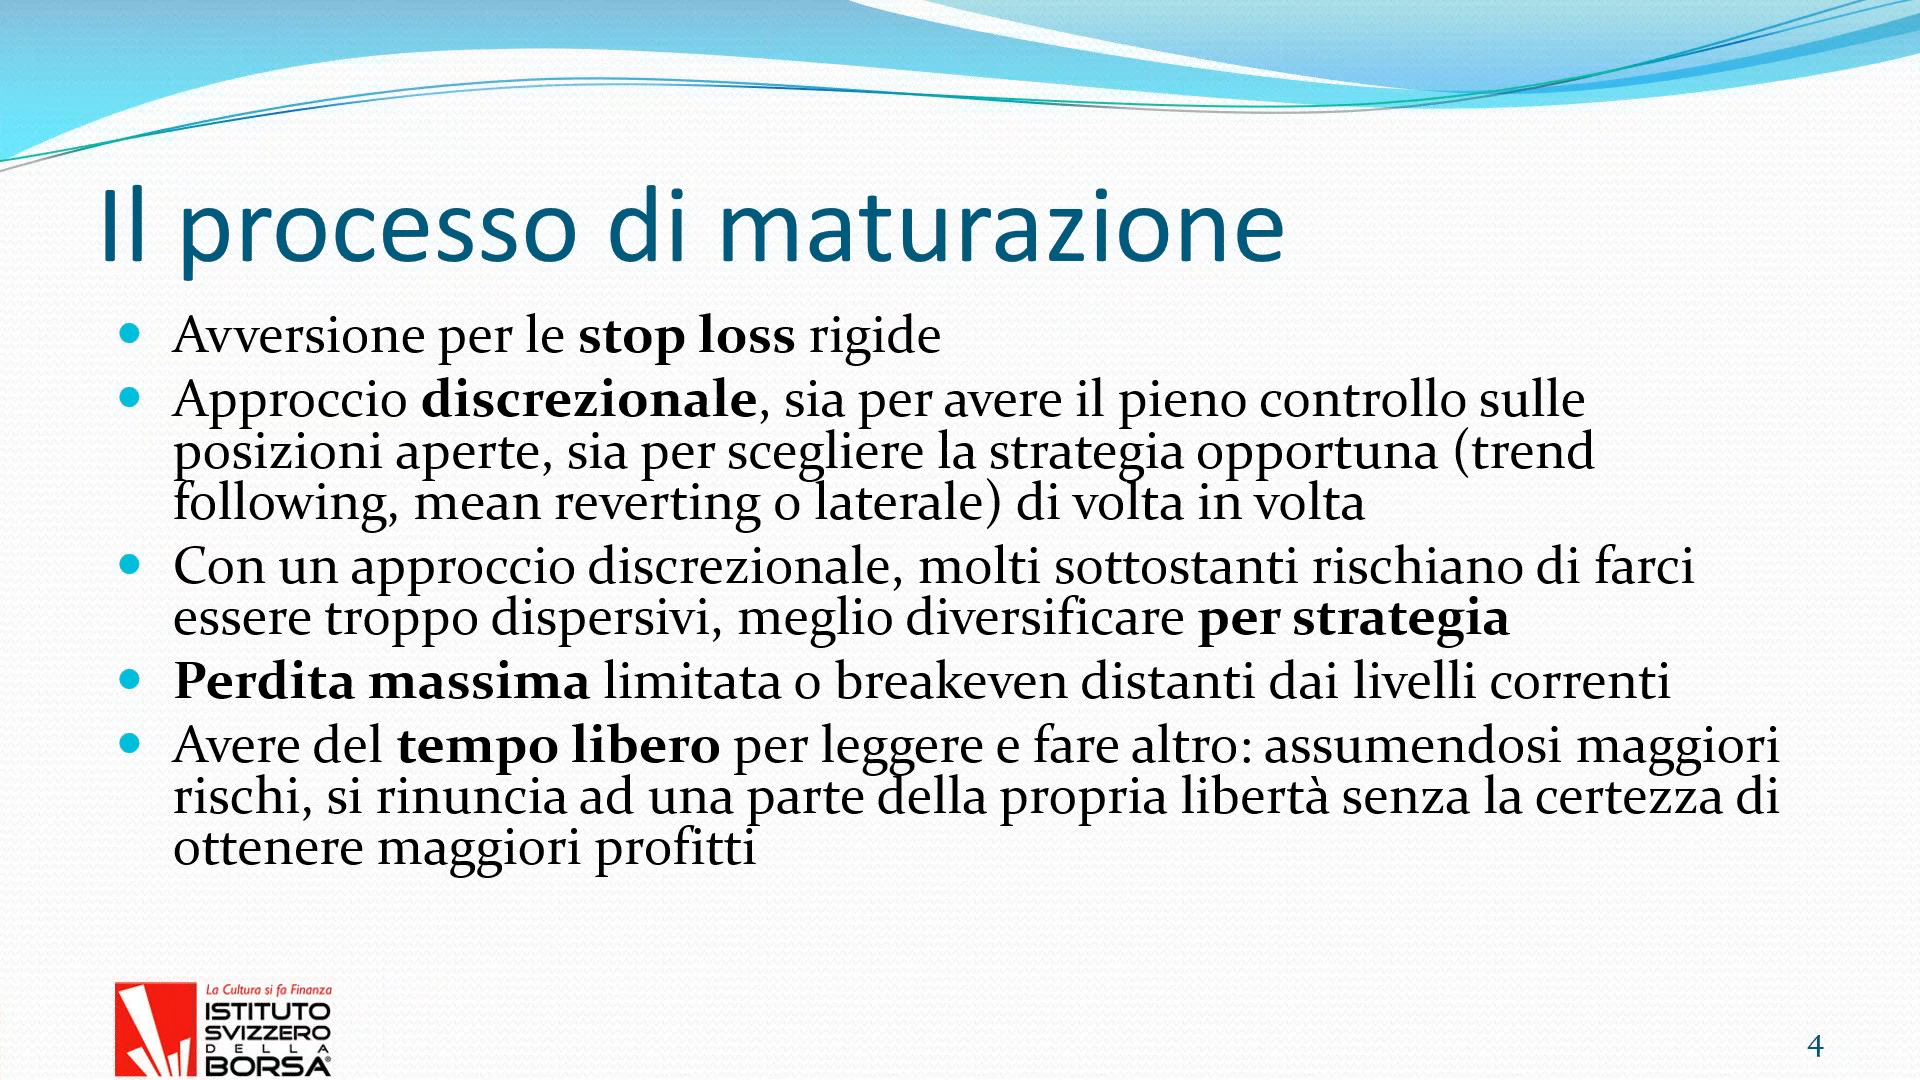 Il processo di maturazione
Avversione per le stop loss rigide
Approccio discrezionale, sia per avere il pieno controllo sulle
posizioni aperte, sia per scegliere la strategia opportuna (trend
following, mean reverting o laterale) di volta in volta
Con un approccio discrezionale, molti sottostanti rischiano di farci
essere troppo dispersivi, meglio diversificare per strategia
Perdita massima limitata o breakeven distanti dai livelli correnti
Avere del tempo libero per leggere e fare altro: assumendosi maggiori
rischi, si rinuncia ad una parte della propria libertà senza la certezza di
ottenere maggiori profitti
La Cultura si fa Finanza
ISTITUTO
SVIZZERO
DELLA
BORSA®
4